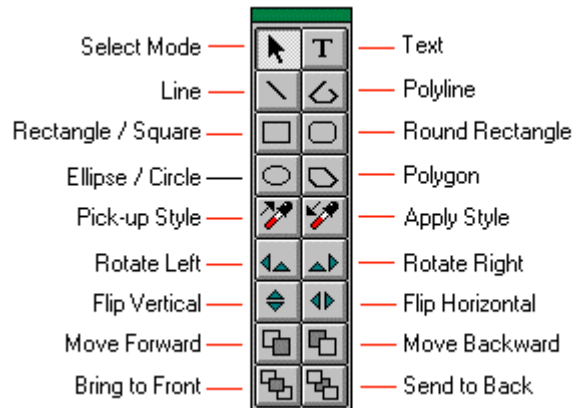 Select Mode T Text
Line Polyline
Rectangle / Square Round Rectangle
Ellipse / Circle Polygon
Pick-up Style Apply Style
Rotate Left Rotate Right
Flip Vertical Flip Horizontal
Move Forward Move Backward
Bring to Front Send to Back